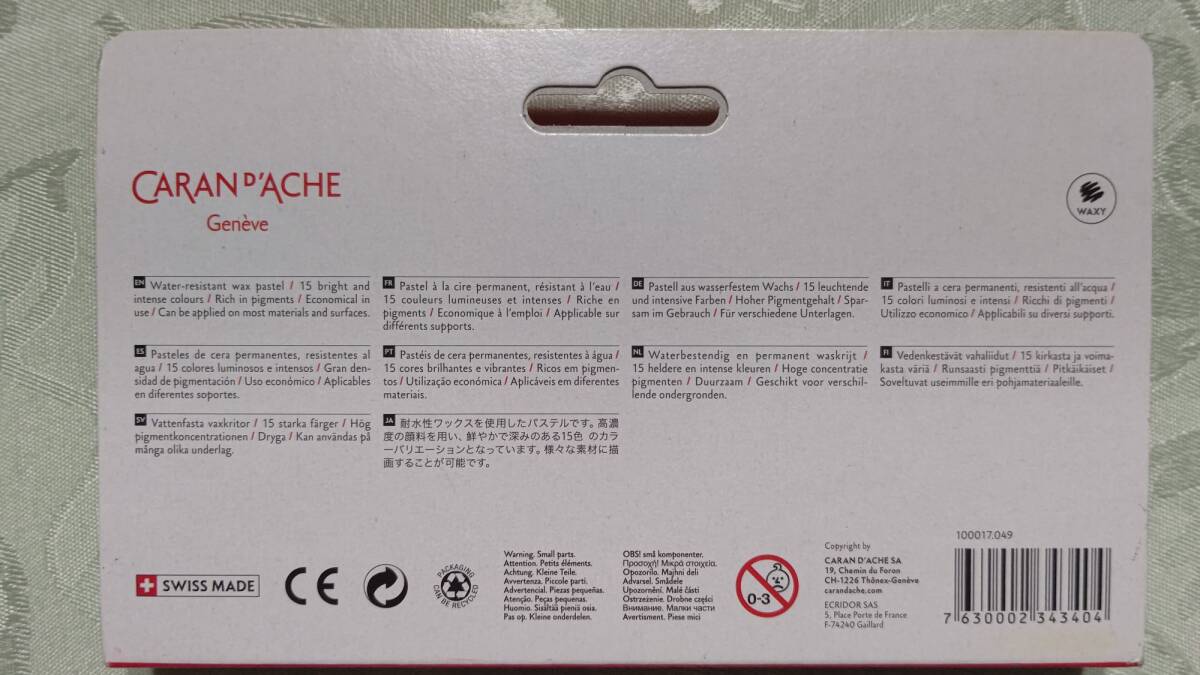 CARAN D'ACHE
Genève
WAXY
EN Water-resistant wax pastel / 15 bright and
intense colours / Rich in pigments / Economical in
use / Can be applied on most materials and surfaces.
FR Pastel à la cire permanent, résistant à l'eau /
15 couleurs lumineuses et intenses / Riche en
pigments / Economique à l'emploi / Applicable sur
différents supports.
DE Pastell aus wasserfestem Wachs / 15 leuchtende
und intensive Farben / Hoher Pigmentgehalt / Spar-
sam im Gebrauch / Für verschiedene Unterlagen.
IT Pastelli a cera permanenti, resistenti all'acqua /
15 colori luminosi e intensi / Ricchi di pigmenti /
Utilizzo economico / Applicabili su diversi supporti.
ES Pasteles de cera permanentes, resistentes al
agua / 15 colores luminosos e intensos / Gran den-
sidad de pigmentación / Uso económico / Aplicables
en diferentes soportes.
PT Pastéis de cera permanentes, resistentes à água /
15 cores brilhantes e vibrantes / Ricos em pigmen-
tos / Utilização económica / Aplicáveis em diferentes
materiais.
NL Waterbestendig en permanent waskrijt /
15 heldere en intense kleuren / Hoge concentratie
pigmenten / Duurzaam / Geschikt voor verschil-
lende ondergronden.
FI Vedenkestävät vahaliidut / 15 kirkasta ja voima-
kasta väriä / Runsaasti pigmenttiä / Pitkäikäiset /
Soveltuvat useimmille eri pohjamateriaaleille.
SV Vattenfasta vaxkritor / 15 starka färger / Hög
pigmentkoncentrationen / Dryga / Kan användas på
många olika underlag.
JA 耐水性ワックスを使用したパステルです。高濃
度の顔料を用い、鮮やかで深みのある15色 のカラ
ーバリエーションとなっています。様々な素材に描
画することが可能です。
SWISS MADE
CE
PACKAGING
CAN BE RECYCLED
Warning. Small parts.
Attention. Petits éléments.
Achtung. Kleine Teile.
Avvertenza. Piccole parti.
Advertencial. Piezas pequeñas.
Atenção. Peças pequenas.
Huomio. Sisältää pieniä osia.
Pas op. Kleine onderdelen.
OBS! små komponenter.
Προσοχή! Μικρά στοιχεία.
Opozorilo. Majhni deli
Advarsel. Smådele
Upozornění. Malé části
Ostrzeżenie. Drobne części
Внимание. Малки части
Avertisment. Piese mici
0-3
Copyright by
CARAN D'ACHE SA
19, Chemin du Foron
CH-1226 Thônex-Genève
carandache.com
ECRIDOR SAS
5, Place Porte de France
F-74240 Gaillard
100017.049
7 630002 343404